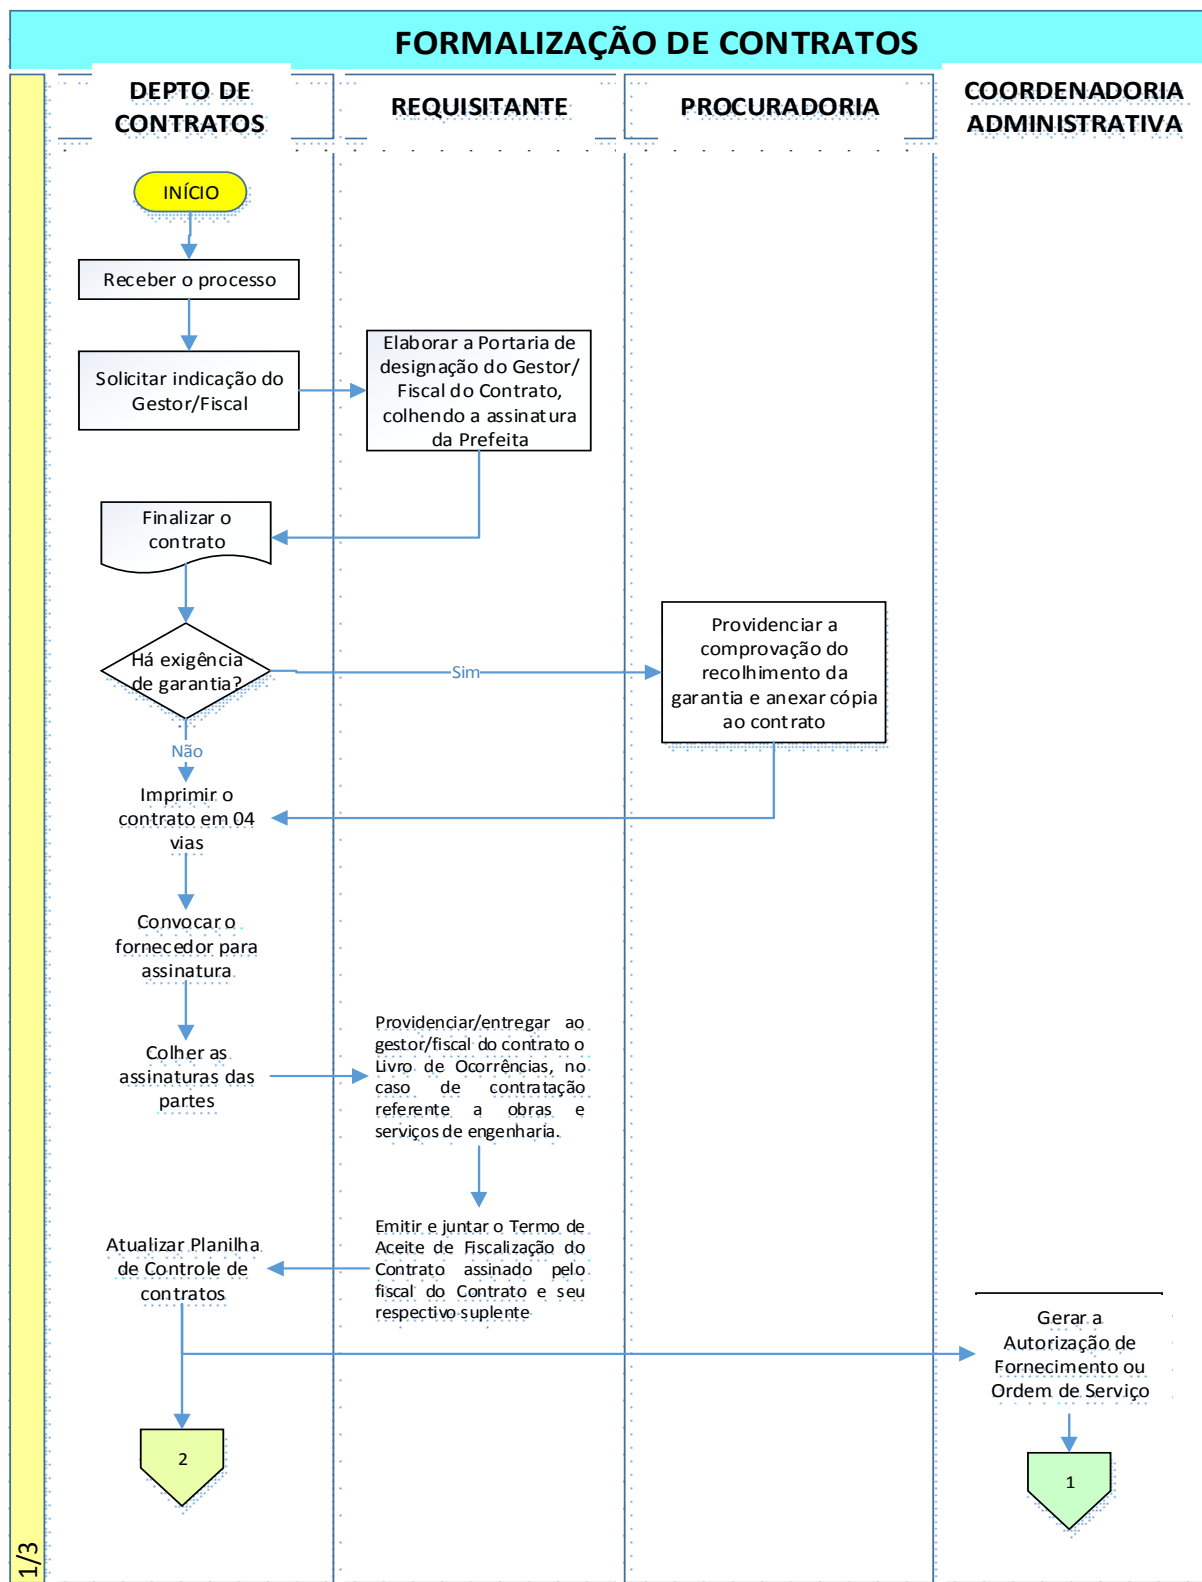 FORMALIZAÇÃO DE CONTRATOS
DEPTO DE
CONTRATOS
REQUISITANTE
PROCURADORIA
COORDENADORIA
ADMINISTRATIVA
INÍCIO
Receber o processo
Solicitar indicação do
Gestor/Fiscal
Elaborar a Portaria de
designação do Gestor/
Fiscal do Contrato,
colhendo a assinatura
da Prefeita
Finalizar o
contrato
Há exigência
de garantia?
Sim
Providenciar a
comprovação do
recolhimento da
garantia e anexar cópia
ao contrato
Não
Imprimir o
contrato em 04
vias
Convocar o
fornecedor para
assinatura
Colher as
assinaturas das
partes
Providenciar/entregar ao
gestor/fiscal do contrato o
Livro de Ocorrências, no
caso de contratação
referente a obras e
serviços de engenharia.
Emitir e juntar o Termo de
Aceite de Fiscalização do
Contrato assinado pelo
fiscal do Contrato e seu
respectivo suplente
Atualizar Planilha
de Controle de
contratos
Gerar a
Autorização de
Fornecimento ou
Ordem de Serviço
2
1
1/3